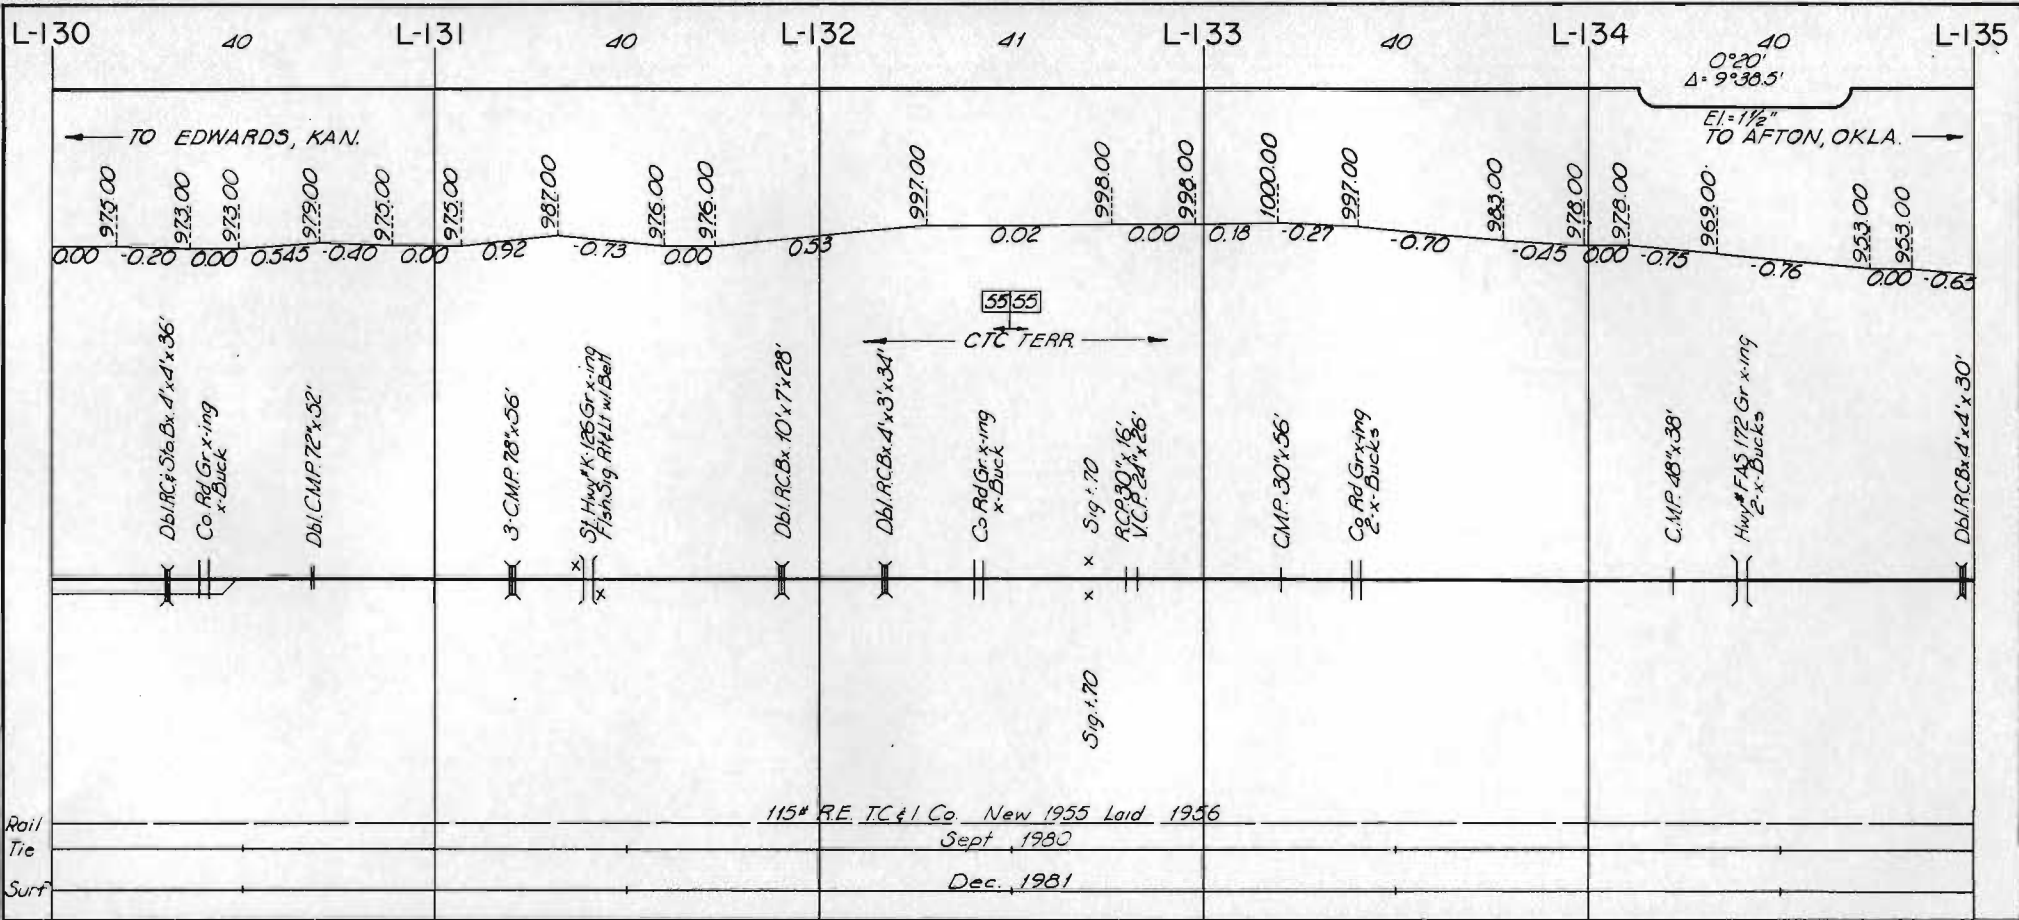 L-130 40 L-131 40 L-132 41 L-133 40 L-134 40 L-135
0°20'
Δ= 9°38.5'
El.=1½"
TO EDWARDS, KAN.
TO AFTON, OKLA.
975.00 973.00 973.00 979.00 975.00 975.00 987.00 976.00 976.00 997.00 998.00 998.00 1000.00 997.00 983.00 978.00 978.00 969.00 953.00 953.00
0.00 -0.20 0.00 0.545 -0.40 0.00 0.92 -0.73 0.00 0.53 0.02 0.00 0.18 -0.27 -0.70 -0.45 0.00 -0.75 -0.76 0.00 -0.65
55 55
CTC TERR.
Dbl.RC&StoBx.4'x4'x36'
Co.Rd Gr x-ing
x-Buck
Dbl.C.M.P. 72"x52'
3-C.M.P. 78"x56'
St.Hwy#K-126 Gr x-ing
Flsh Sig. Rt&Lt w/Bell
Dbl.R.C.Bx.10'x7'x28'
Dbl.R.C.Bx.4'x3'x34'
Co Rd Gr. x-ing
x-Buck
x Sig +.70
x
R.C.P. 30"x16'
V.C.P. 24"x26'
C.M.P. 30"x56'
Co Rd Gr x-ing
2-x-Bucks
C.M.P. 48"x38'
Hwy# FAS 172 Gr x-ing
2-x-Bucks
Dbl.R.C.Bx4'x4'x30'
x
x
Sig.+.70
Rail 115# R.E. T.C & I Co. New 1955 Laid 1956
Tie Sept 1980
Surf Dec. 1981